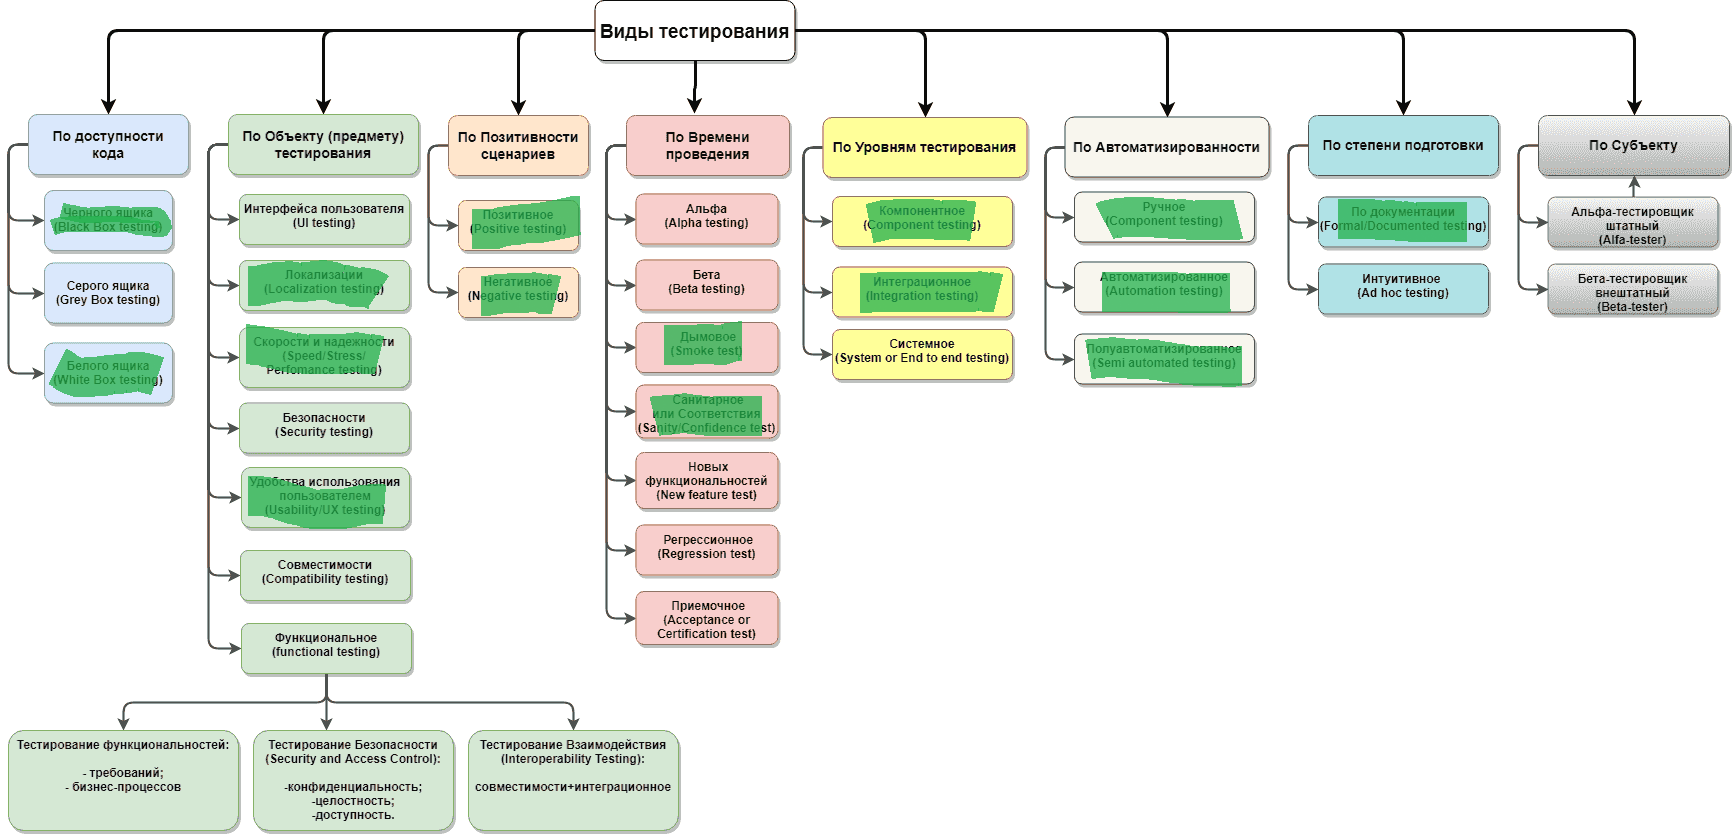 Виды тестирования
По доступности
кода
Черного ящика
(Black Box testing)
Серого ящика
(Grey Box testing)
Белого ящика
(White Box testing)
По Объекту (предмету)
тестирования
Интерфейса пользователя
(UI testing)
Локализации
(Localization testing)
Скорости и надежности
(Speed/Stress/
Perfomance testing)
Безопасности
(Security testing)
Удобства использования
пользователем
(Usability/UX testing)
Совместимости
(Compatibility testing)
Функциональное
(functional testing)
Тестирование функциональностей:
- требований;
- бизнес-процессов
Тестирование Безопасности
(Security and Access Control):
-конфиденциальность;
-целостность;
-доступность.
Тестирование Взаимодействия
(Interoperability Testing):
совместимости+интеграционное
По Позитивности
сценариев
Позитивное
(Positive testing)
Негативное
(Negative testing)
По Времени
проведения
Альфа
(Alpha testing)
Бета
(Beta testing)
Дымовое
(Smoke test)
Санитарное
или Соответствия
(Sanity/Confidence test)
Новых
функциональностей
(New feature test)
Регрессионное
(Regression test)
Приемочное
(Acceptance or
Certification test)
По Уровням тестирования
Компонентное
(Component testing)
Интеграционное
(Integration testing)
Системное
(System or End to end testing)
По Автоматизированности
Ручное
(Component testing)
Автоматизированное
(Automation testing)
Полуавтоматизированное
(Semi automated testing)
По степени подготовки
По документации
(Formal/Documented testing)
Интуитивное
(Ad hoc testing)
По Субъекту
Альфа-тестировщик
штатный
(Alfa-tester)
Бета-тестировщик
внештатный
(Beta-tester)